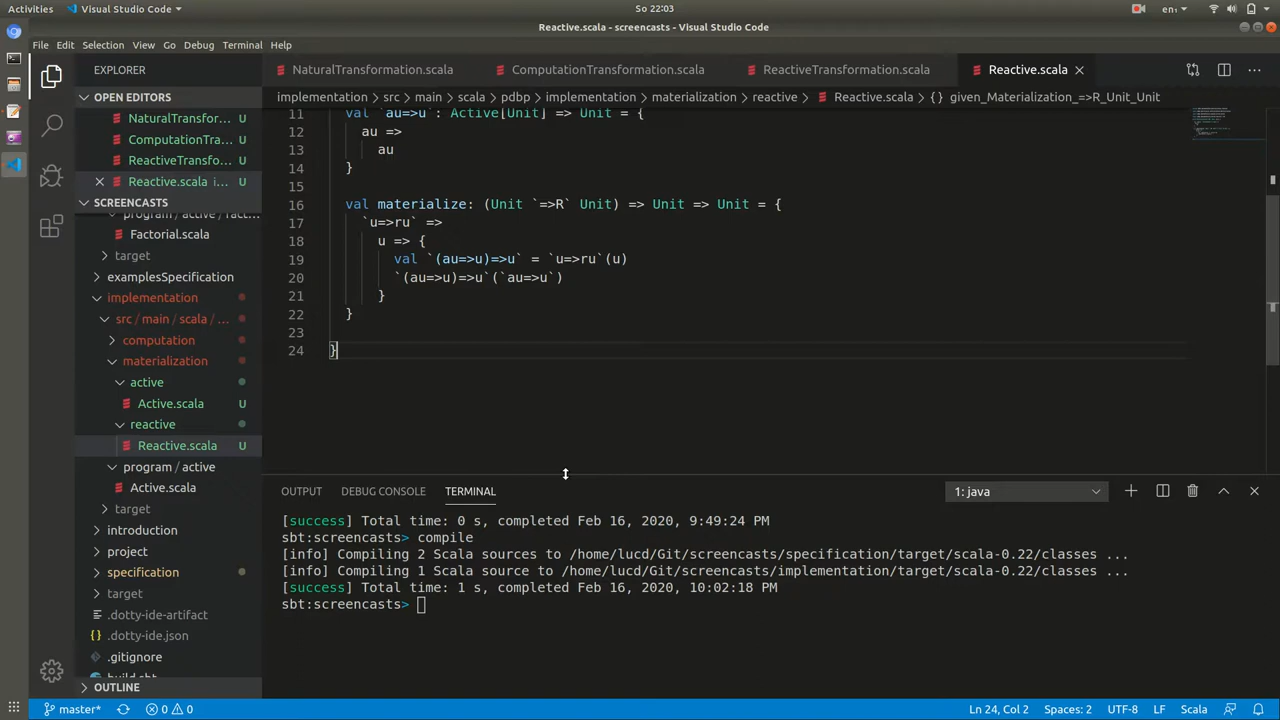 Activities
Visual Studio Code
So 22:03
en
Reactive.scala - screencasts - Visual Studio Code
File Edit Selection View Go Debug Terminal Help
EXPLORER
OPEN EDITORS
NaturalTransfor... U
ComputationTra... U
ReactiveTransfo... U
Reactive.scala i... U
SCREENCASTS
program / active / fact...
Factorial.scala
target
examplesSpecification
implementation
src / main / scala / ...
computation
materialization
active
Active.scala U
reactive
Reactive.scala U
program / active
Active.scala
target
introduction
project
specification
target
.dotty-ide-artifact
.dotty-ide.json
.gitignore
build.sbt
OUTLINE
NaturalTransformation.scala
ComputationTransformation.scala
ReactiveTransformation.scala
Reactive.scala
implementation > src > main > scala > pdbp > implementation > materialization > reactive > Reactive.scala > {} given_Materialization_=>R_Unit_Unit
11 val `au=>u`: Active[Unit] => Unit = {
12 au =>
13 au
14 }
15
16 val materialize: (Unit `=>R` Unit) => Unit => Unit = {
17 `u=>ru` =>
18 u => {
19 val `(au=>u)=>u` = `u=>ru`(u)
20 `(au=>u)=>u`(`au=>u`)
21 }
22 }
23
24 }
OUTPUT DEBUG CONSOLE TERMINAL
1: java
[success] Total time: 0 s, completed Feb 16, 2020, 9:49:24 PM
sbt:screencasts> compile
[info] Compiling 2 Scala sources to /home/lucd/Git/screencasts/specification/target/scala-0.22/classes ...
[info] Compiling 1 Scala source to /home/lucd/Git/screencasts/implementation/target/scala-0.22/classes ...
[success] Total time: 1 s, completed Feb 16, 2020, 10:02:18 PM
sbt:screencasts>
master* 0 0
Ln 24, Col 2 Spaces: 2 UTF-8 LF Scala